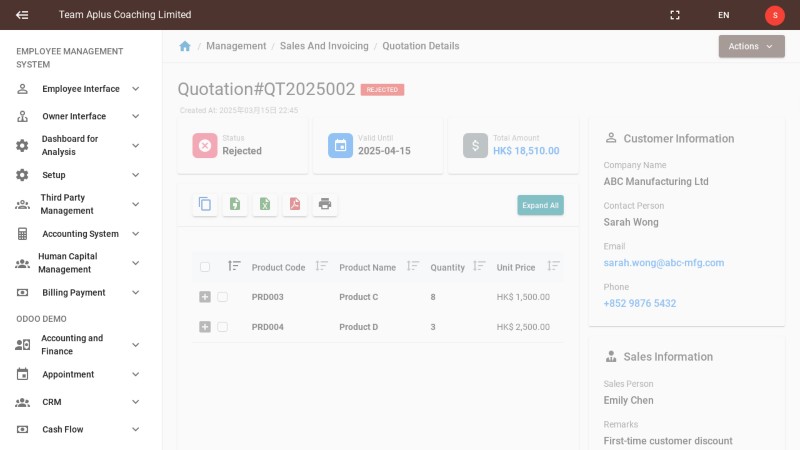 Team Aplus Coaching Limited
EN
S
EMPLOYEE MANAGEMENT SYSTEM
Employee Interface
Owner Interface
Dashboard for Analysis
Setup
Third Party Management
Accounting System
Human Capital Management
Billing Payment
ODOO DEMO
Accounting and Finance
Appointment
CRM
Cash Flow
/ Management / Sales And Invoicing / Quotation Details
Actions
Quotation#QT2025002 REJECTED
Created At: 2025年03月15日 22:45
Status
Rejected
Valid Until
2025-04-15
Total Amount
HK$ 18,510.00
Expand All
Product Code Product Name Quantity Unit Price
PRD003 Product C 8 HK$ 1,500.00
PRD004 Product D 3 HK$ 2,500.00
Customer Information
Company Name
ABC Manufacturing Ltd
Contact Person
Sarah Wong
Email
sarah.wong@abc-mfg.com
Phone
+852 9876 5432
Sales Information
Sales Person
Emily Chen
Remarks
First-time customer discount